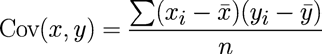 Cov(x, y) = \frac{\sum (x_i - \bar{x})(y_i - \bar{y})}{n}